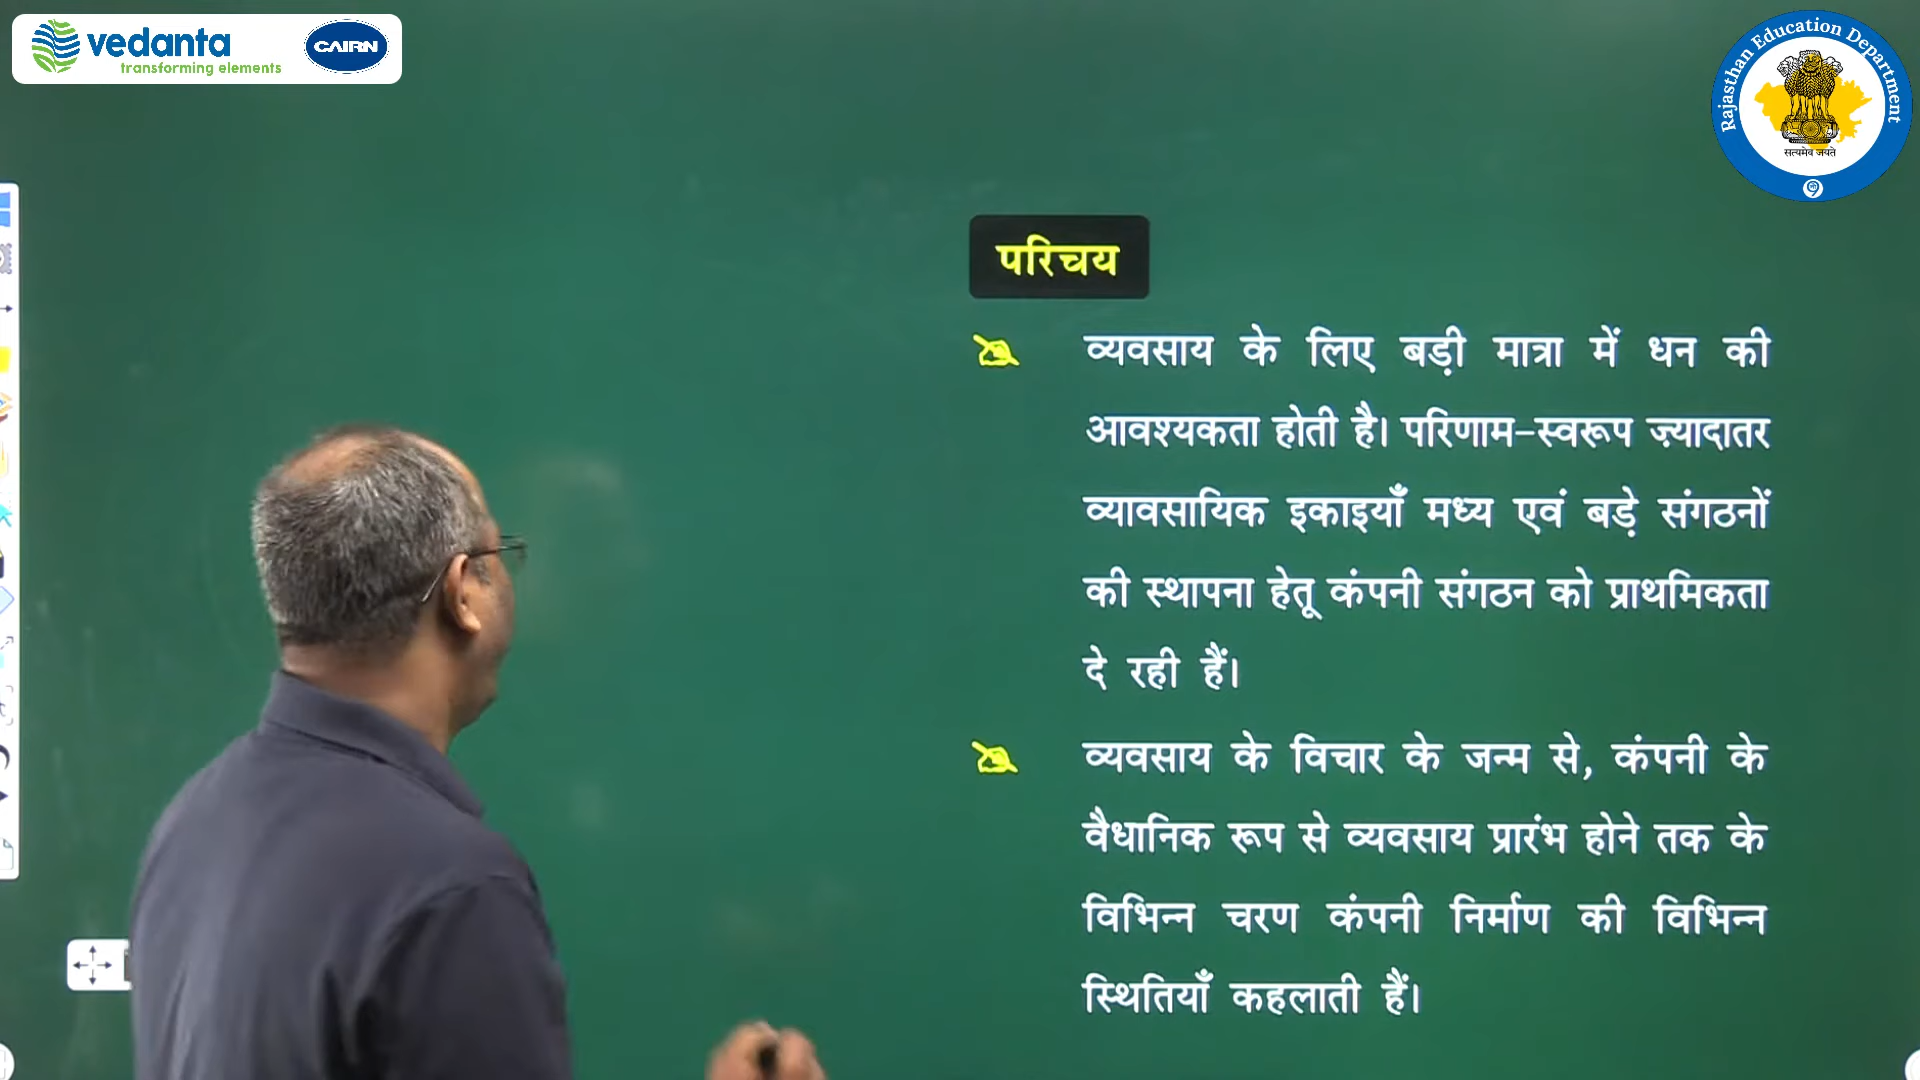 vedanta
transforming elements
CAIRN
Rajasthan Education Department
सत्यमेव जयते
परिचय
व्यवसाय के लिए बड़ी मात्रा में धन की
आवश्यकता होती है। परिणाम-स्वरूप ज़्यादातर
व्यावसायिक इकाइयाँ मध्य एवं बड़े संगठनों
की स्थापना हेतू कंपनी संगठन को प्राथमिकता
दे रही हैं।
व्यवसाय के विचार के जन्म से, कंपनी के
वैधानिक रूप से व्यवसाय प्रारंभ होने तक के
विभिन्न चरण कंपनी निर्माण की विभिन्न
स्थितियाँ कहलाती हैं।